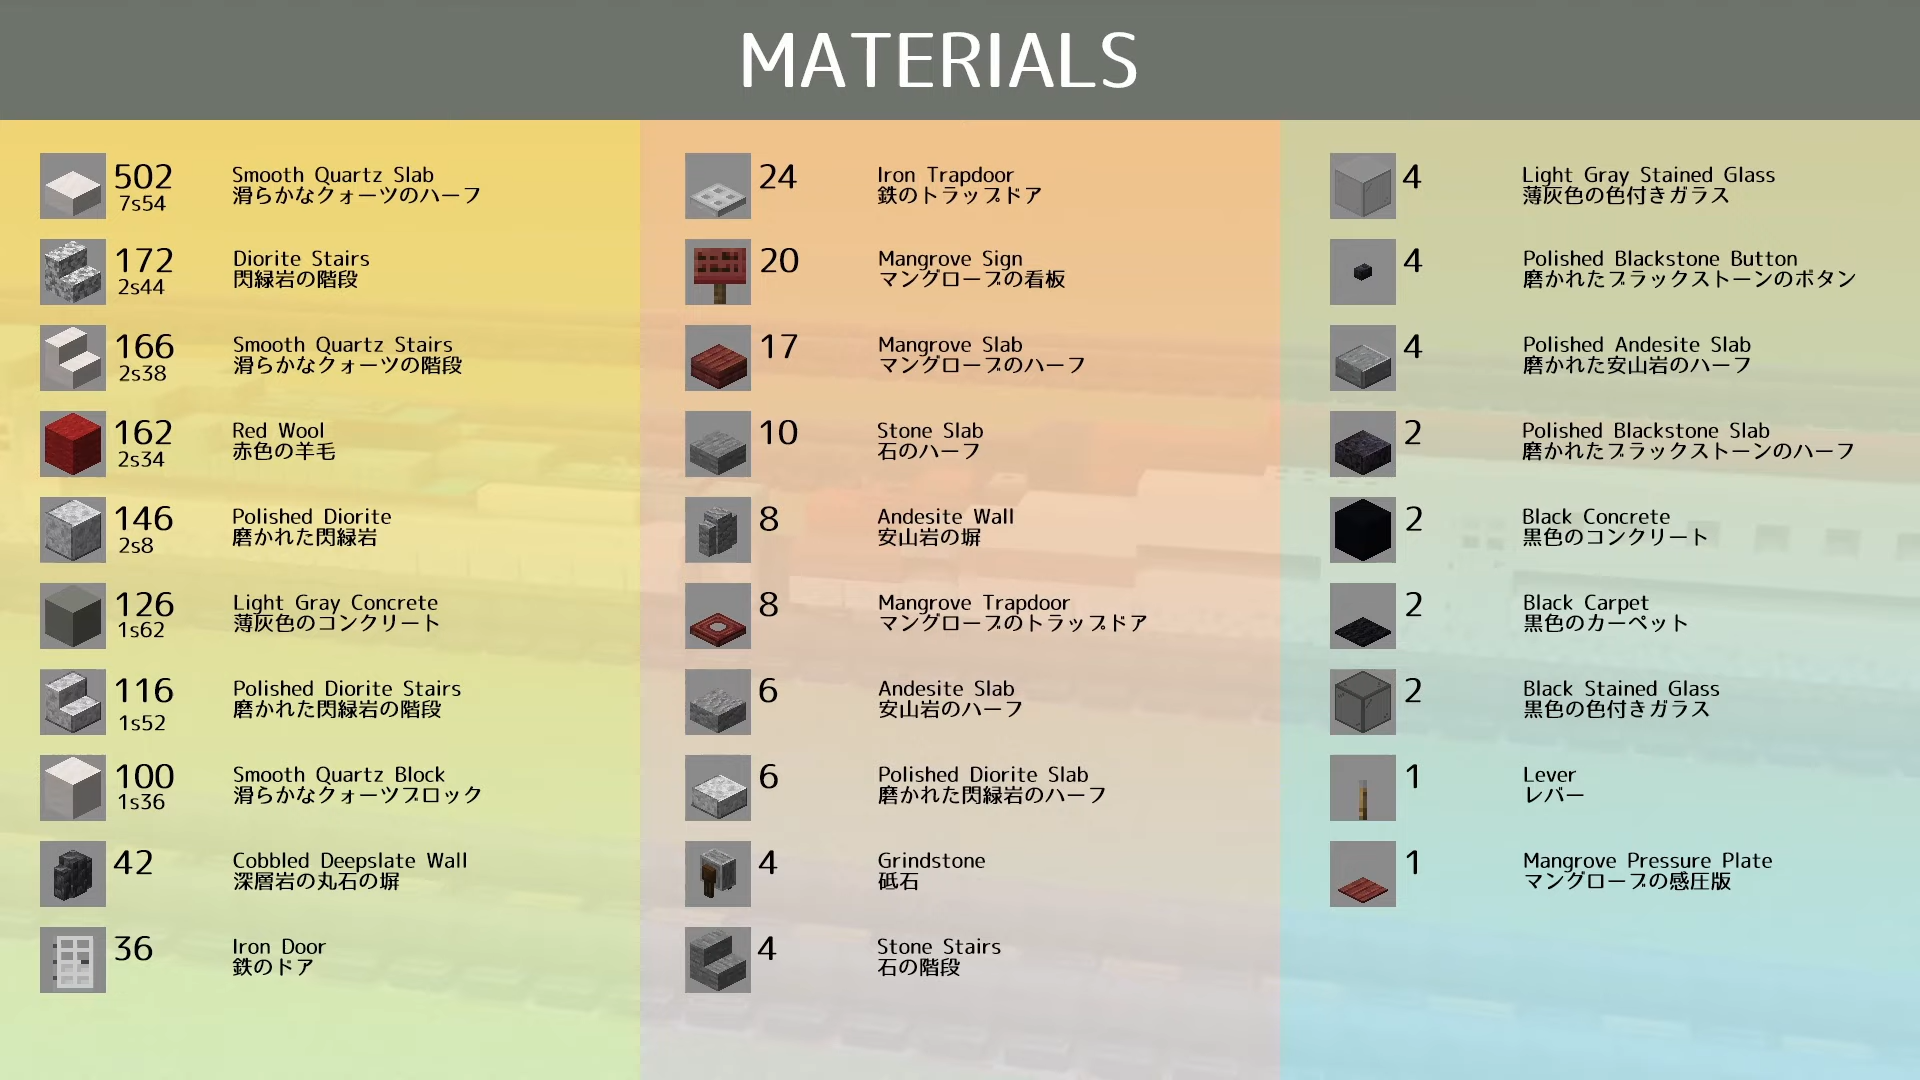 MATERIALS
502
7s54
Smooth Quartz Slab
滑らかなクォーツのハーフ
172
2s44
Diorite Stairs
閃緑岩の階段
166
2s38
Smooth Quartz Stairs
滑らかなクォーツの階段
162
2s34
Red Wool
赤色の羊毛
146
2s8
Polished Diorite
磨かれた閃緑岩
126
1s62
Light Gray Concrete
薄灰色のコンクリート
116
1s52
Polished Diorite Stairs
磨かれた閃緑岩の階段
100
1s36
Smooth Quartz Block
滑らかなクォーツブロック
42
Cobbled Deepslate Wall
深層岩の丸石の塀
36
Iron Door
鉄のドア
24
Iron Trapdoor
鉄のトラップドア
20
Mangrove Sign
マングローブの看板
17
Mangrove Slab
マングローブのハーフ
10
Stone Slab
石のハーフ
8
Andesite Wall
安山岩の塀
8
Mangrove Trapdoor
マングローブのトラップドア
6
Andesite Slab
安山岩のハーフ
6
Polished Diorite Slab
磨かれた閃緑岩のハーフ
4
Grindstone
砥石
4
Stone Stairs
石の階段
4
Light Gray Stained Glass
薄灰色の色付きガラス
4
Polished Blackstone Button
磨かれたブラックストーンのボタン
4
Polished Andesite Slab
磨かれた安山岩のハーフ
2
Polished Blackstone Slab
磨かれたブラックストーンのハーフ
2
Black Concrete
黒色のコンクリート
2
Black Carpet
黒色のカーペット
2
Black Stained Glass
黒色の色付きガラス
1
Lever
レバー
1
Mangrove Pressure Plate
マングローブの感圧版